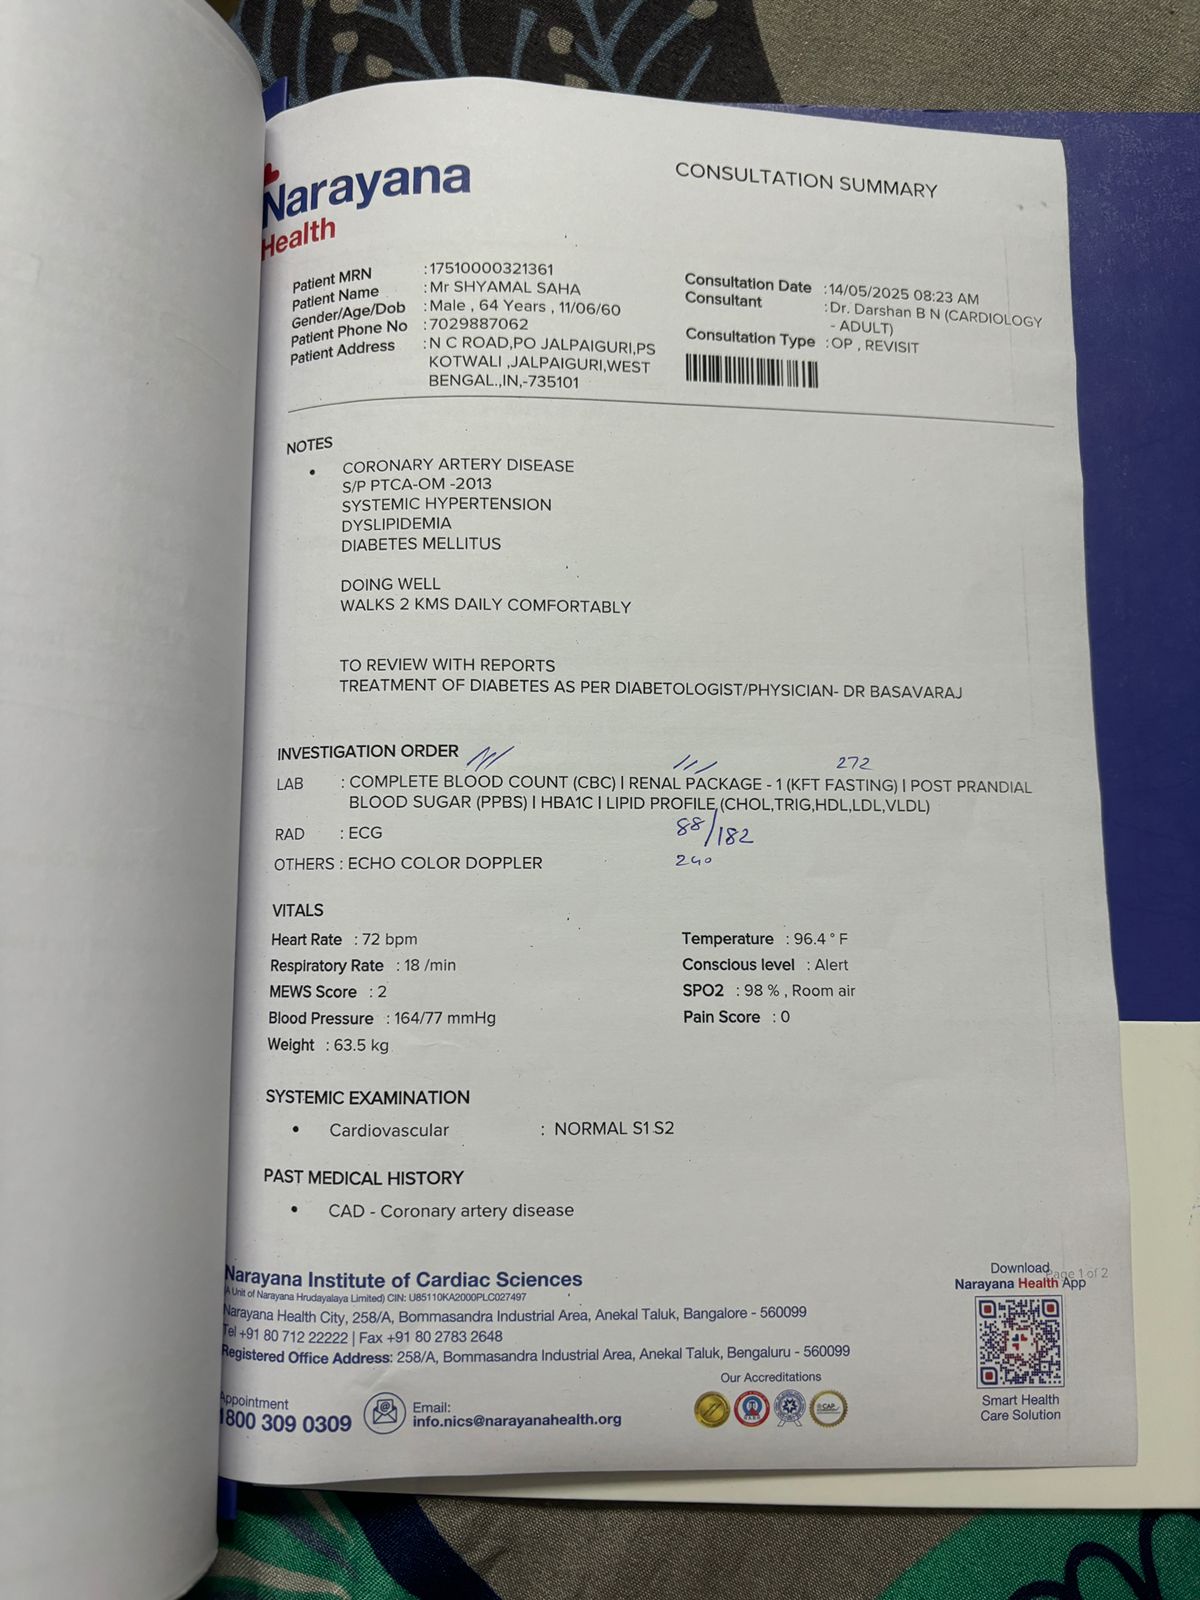 Narayana
Health
CONSULTATION SUMMARY
Patient MRN :17510000321361
Patient Name :Mr SHYAMAL SAHA
Gender/Age/Dob :Male , 64 Years , 11/06/60
Patient Phone No :7029887062
Patient Address :N C ROAD,PO JALPAIGURI,PS
KOTWALI ,JALPAIGURI,WEST
BENGAL.,IN,-735101
Consultation Date :14/05/2025 08:23 AM
Consultant :Dr. Darshan B N (CARDIOLOGY
- ADULT)
Consultation Type :OP , REVISIT
NOTES
• CORONARY ARTERY DISEASE
S/P PTCA-OM -2013
SYSTEMIC HYPERTENSION
DYSLIPIDEMIA
DIABETES MELLITUS
DOING WELL
WALKS 2 KMS DAILY COMFORTABLY
TO REVIEW WITH REPORTS
TREATMENT OF DIABETES AS PER DIABETOLOGIST/PHYSICIAN- DR BASAVARAJ
INVESTIGATION ORDER
272
LAB : COMPLETE BLOOD COUNT (CBC) | RENAL PACKAGE - 1 (KFT FASTING) | POST PRANDIAL
BLOOD SUGAR (PPBS) | HBA1C | LIPID PROFILE (CHOL,TRIG,HDL,LDL,VLDL)
88/182
RAD : ECG
240
OTHERS : ECHO COLOR DOPPLER
VITALS
Heart Rate : 72 bpm
Temperature : 96.4 ° F
Respiratory Rate : 18 /min
Conscious level : Alert
MEWS Score : 2
SPO2 : 98 % , Room air
Blood Pressure : 164/77 mmHg
Pain Score : 0
Weight : 63.5 kg
SYSTEMIC EXAMINATION
• Cardiovascular : NORMAL S1 S2
PAST MEDICAL HISTORY
• CAD - Coronary artery disease
Narayana Institute of Cardiac Sciences
(A Unit of Narayana Hrudayalaya Limited) CIN: U85110KA2000PLC027497
Narayana Health City, 258/A, Bommasandra Industrial Area, Anekal Taluk, Bangalore - 560099
Tel +91 80 712 22222 | Fax +91 80 2783 2648
Registered Office Address: 258/A, Bommasandra Industrial Area, Anekal Taluk, Bengaluru - 560099
Appointment
1800 309 0309
Email:
info.nics@narayanahealth.org
Our Accreditations
Page 1 of 2
Download
Narayana Health App
Smart Health
Care Solution